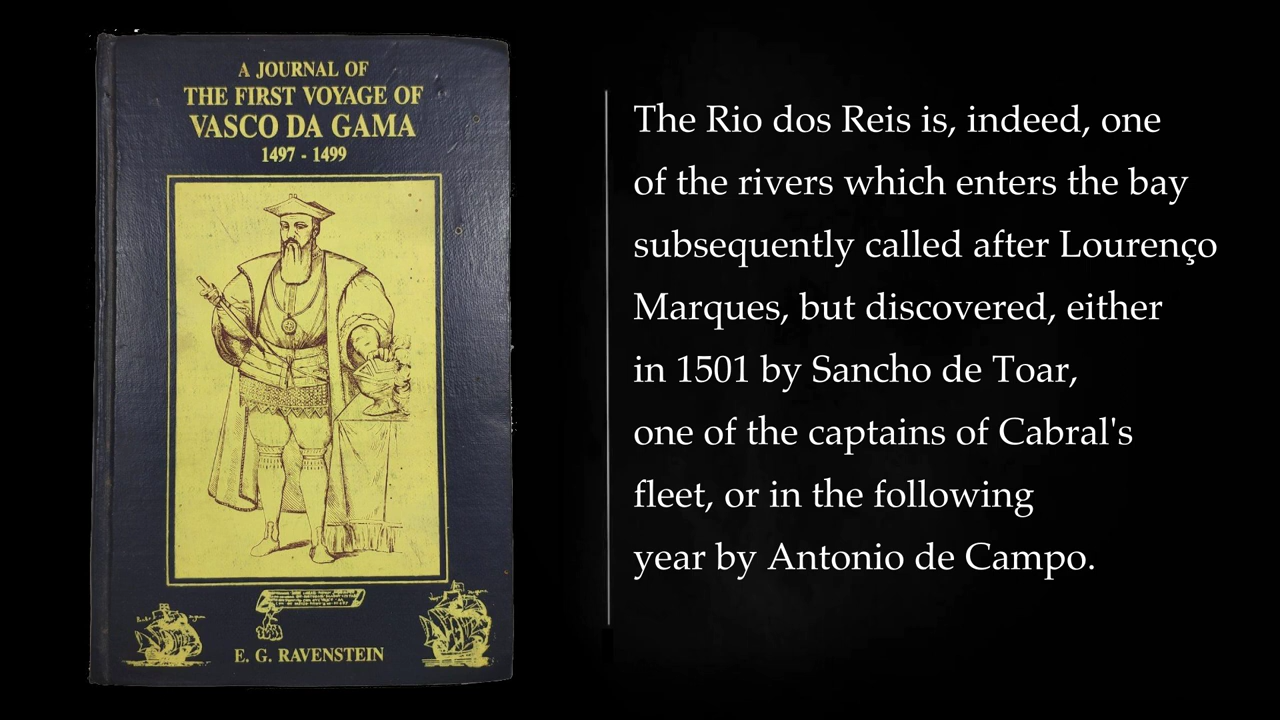 A JOURNAL OF
THE FIRST VOYAGE OF
VASCO DA GAMA
1497 - 1499
E. G. RAVENSTEIN
The Rio dos Reis is, indeed, one
of the rivers which enters the bay
subsequently called after Lourenço
Marques, but discovered, either
in 1501 by Sancho de Toar,
one of the captains of Cabral's
fleet, or in the following
year by Antonio de Campo.